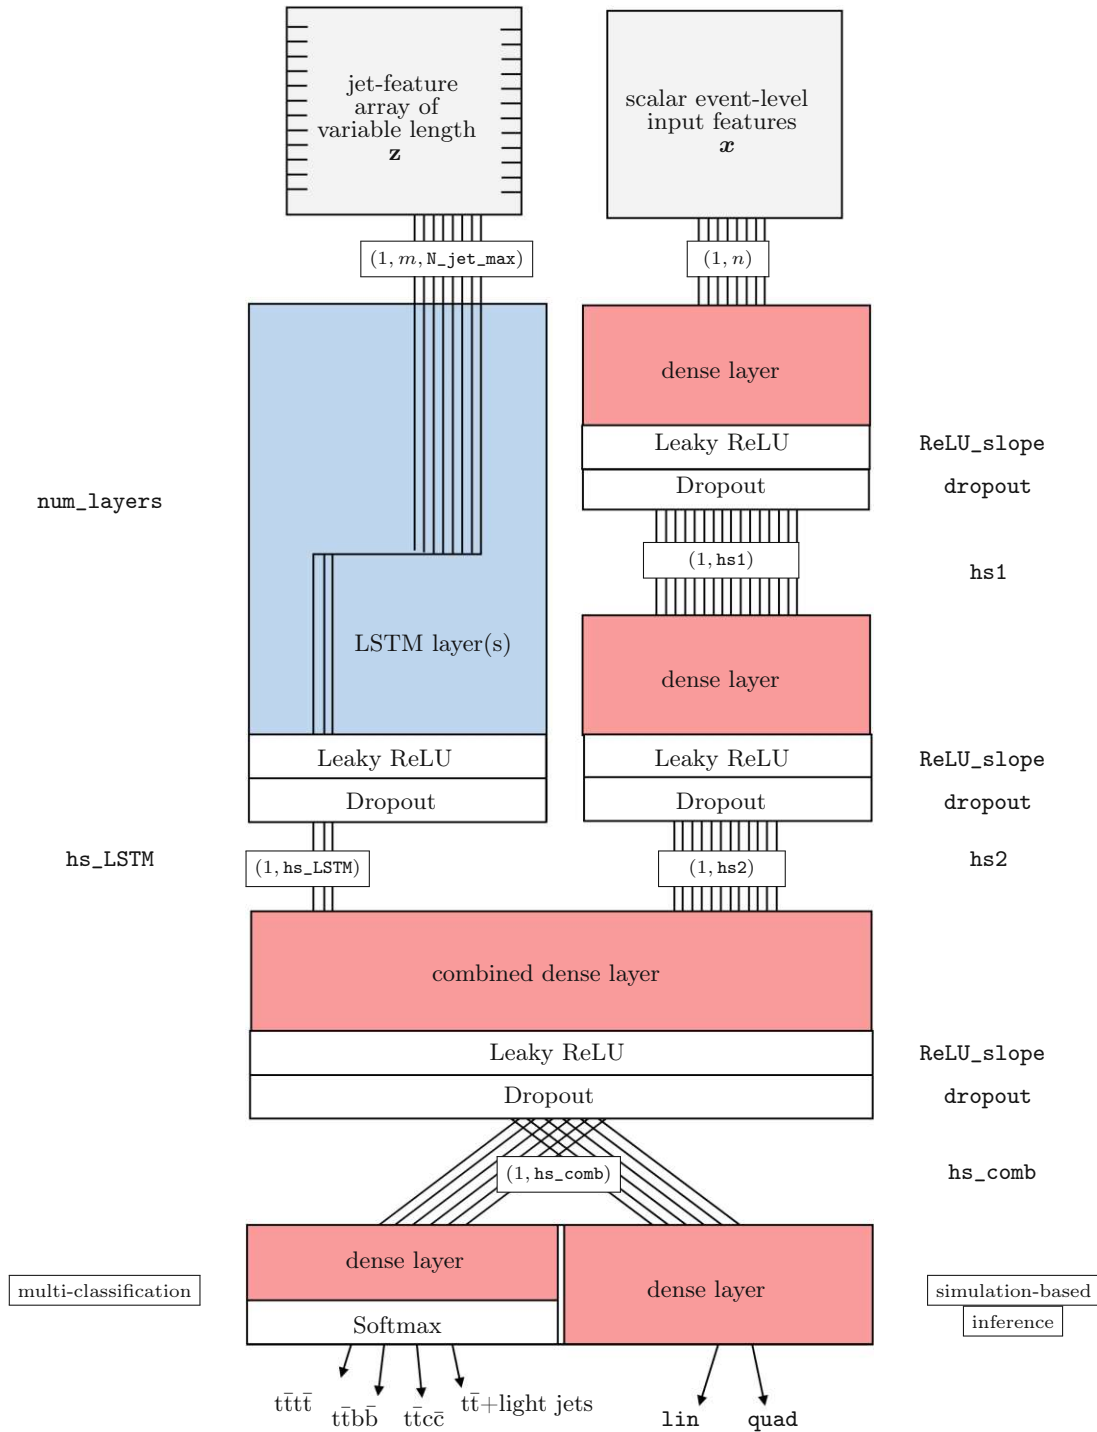 jet-feature
array of
variable length
z
scalar event-level
input features
x
(1, m, N_jet_max)
(1, n)
dense layer
Leaky ReLU
ReLU_slope
Dropout
dropout
num_layers
(1, hs1)
hs1
LSTM layer(s)
dense layer
Leaky ReLU
Leaky ReLU
ReLU_slope
Dropout
Dropout
dropout
hs_LSTM
(1, hs_LSTM)
(1, hs2)
hs2
combined dense layer
Leaky ReLU
ReLU_slope
Dropout
dropout
(1, hs_comb)
hs_comb
dense layer
dense layer
multi-classification
simulation-based
inference
Softmax
tt̄tt̄
tt̄bb̄
tt̄cc̄
tt̄+light jets
lin
quad